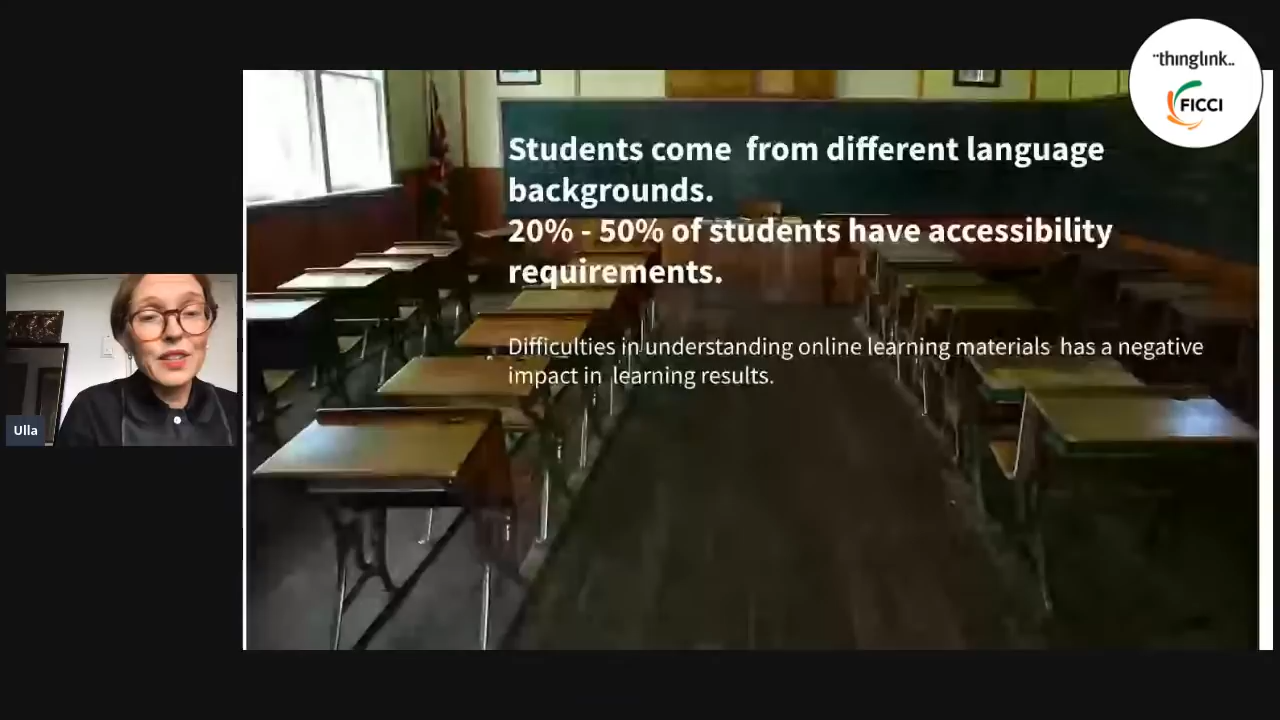 ¨thinglink..
FICCI
Students come from different language
backgrounds.
20% - 50% of students have accessibility
requirements.
Difficulties in understanding online learning materials has a negative
impact in learning results.
Ulla